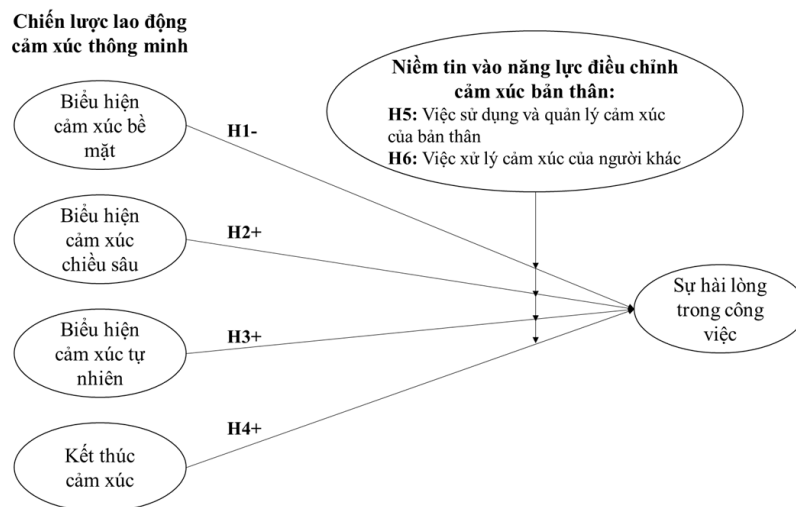 Chiến lược lao động
cảm xúc thông minh
Biểu hiện
cảm xúc bề
mặt
H1-
Niềm tin vào năng lực điều chỉnh
cảm xúc bản thân:
H5: Việc sử dụng và quản lý cảm xúc
của bản thân
H6: Việc xử lý cảm xúc của người khác
Biểu hiện
cảm xúc
chiều sâu
H2+
Sự hài lòng
trong công
việc
Biểu hiện
cảm xúc tự
nhiên
H3+
H4+
Kết thúc
cảm xúc